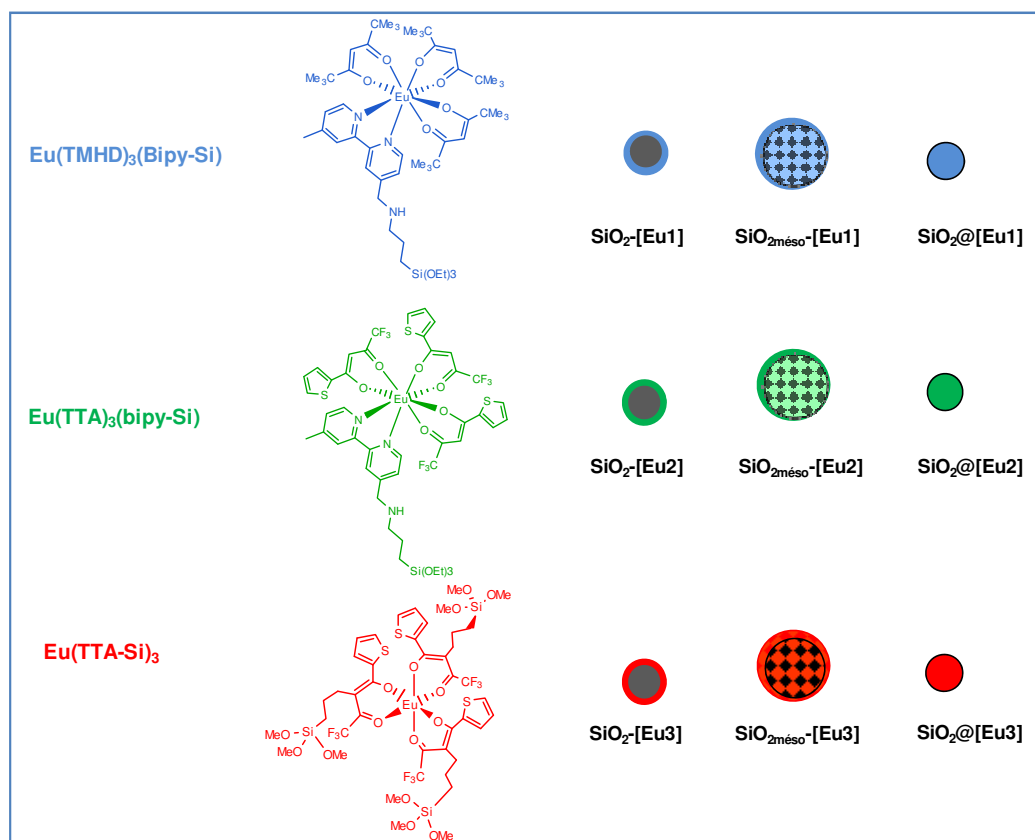 CMe₃
Me₃C
Me₃C
O
O
O
O
CMe₃
Me₃C
Eu
O
CMe₃
N
N
O
Me₃C
Eu(TMHD)₃(Bipy-Si)
NH
Si(OEt)3
SiO₂-[Eu1]
SiO₂méso-[Eu1]
SiO₂@[Eu1]
CF₃
S
S
O
O
O
O
CF₃
S
Eu
O
S
N
N
O
F₃C
Eu(TTA)₃(bipy-Si)
NH
Si(OEt)3
SiO₂-[Eu2]
SiO₂méso-[Eu2]
SiO₂@[Eu2]
MeO
OMe
MeO
Si
OMe
S
S
O
O
CF₃
Eu(TTA-Si)₃
O
Eu
O
S
O
O
F₃C
Si
MeO
MeO
OMe
F₃C
MeO
Si
MeO
OMe
SiO₂-[Eu3]
SiO₂méso-[Eu3]
SiO₂@[Eu3]